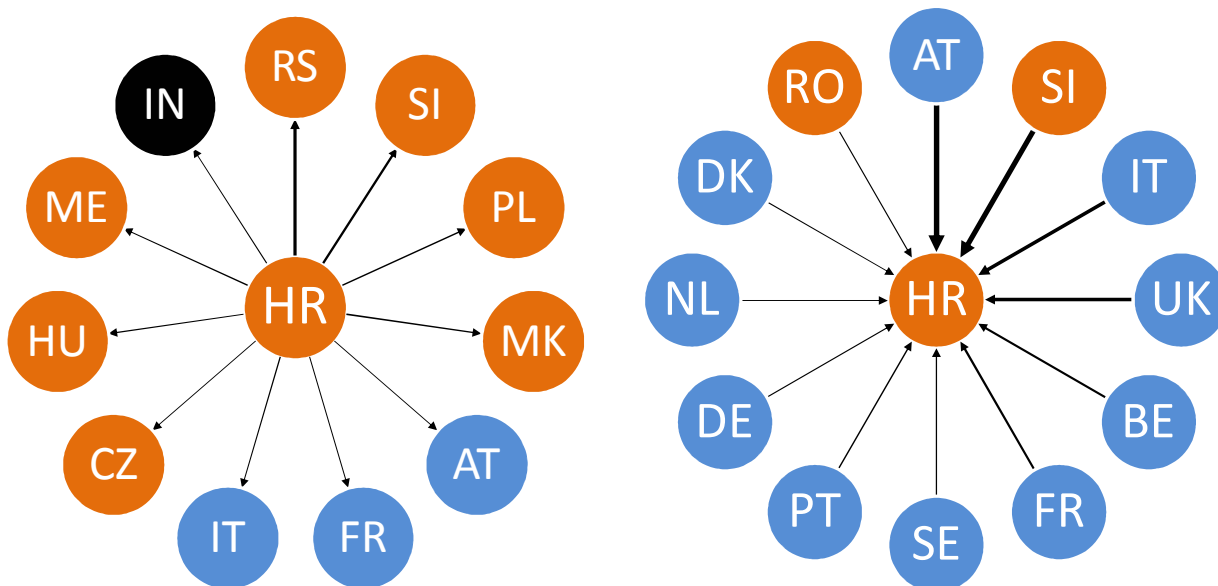 RS
IN
SI
ME
PL
HR
HU
MK
CZ
AT
IT
FR
AT
RO
SI
DK
IT
NL
HR
UK
DE
BE
PT
FR
SE